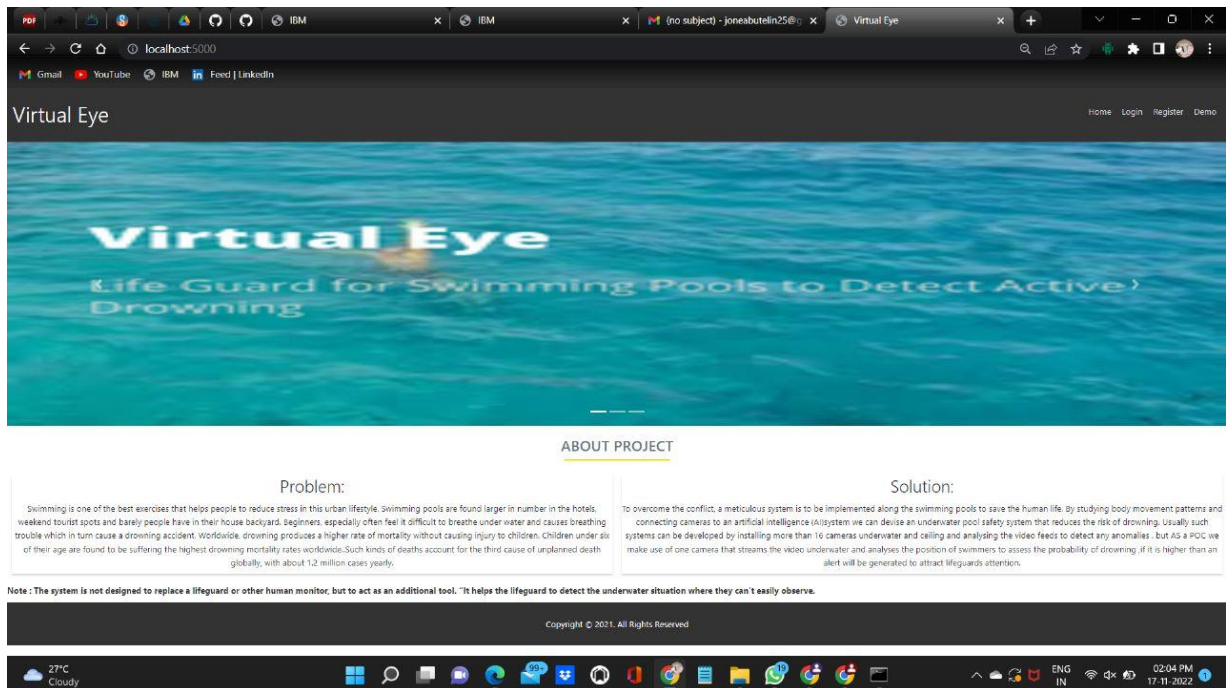 PDF
IBM
IBM
(no subject) - joneabutelin25@g
Virtual Eye
localhost:5000
Gmail YouTube IBM Feed | LinkedIn
Virtual Eye
Home Login Register Demo
Virtual Eye
Life Guard for Swimming Pools to Detect Active
Drowning
ABOUT PROJECT
Problem:
Swimming is one of the best exercises that helps people to reduce stress in this urban lifestyle. Swimming pools are found larger in number in the hotels,
weekend tourist spots and barely people have in their house backyard. Beginners, especially often feel it difficult to breathe under water and causes breathing
trouble which in turn cause a drowning accident. Worldwide, drowning produces a higher rate of mortality without causing injury to children. Children under six
of their age are found to be suffering the highest drowning mortality rates worldwide.Such kinds of deaths account for the third cause of unplanned death
globally, with about 1.2 million cases yearly.
Solution:
To overcome the conflict, a meticulous system is to be implemented along the swimming pools to save the human life. By studying body movement patterns and
connecting cameras to an artificial intelligence (AI)system we can devise an underwater pool safety system that reduces the risk of drowning. Usually such
systems can be developed by installing more than 16 cameras underwater and ceiling and analysing the video feeds to detect any anomalies . but AS a POC we
make use of one camera that streams the video underwater and analyses the position of swimmers to assess the probability of drowning ,if it is higher than an
alert will be generated to attract lifeguards attention.
Note : The system is not designed to replace a lifeguard or other human monitor, but to act as an additional tool. "It helps the lifeguard to detect the underwater situation where they can't easily observe.
Copyright © 2021. All Rights Reserved
27°C
Cloudy
99+
19
ENG
IN
02:04 PM
17-11-2022
1